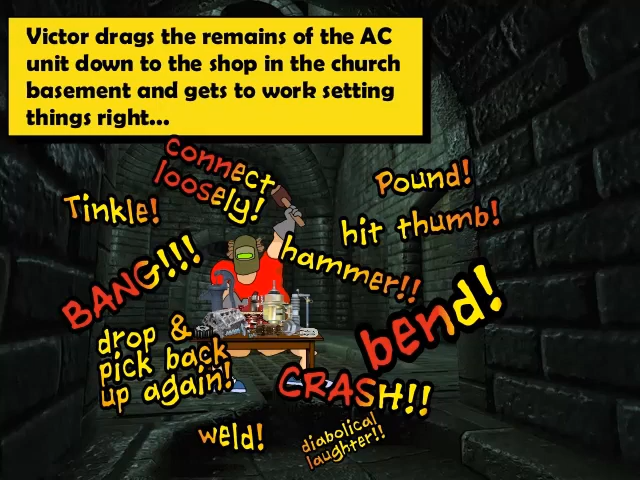 Victor drags the remains of the AC
unit down to the shop in the church
basement and gets to work setting
things right...
connect
loosely!
Pound!
Tinkle!
hit thumb!
hammer!!
BANG!!!
bend!
drop &
pick back
up again!
CRASH!!
weld!
diabolical
laughter!!